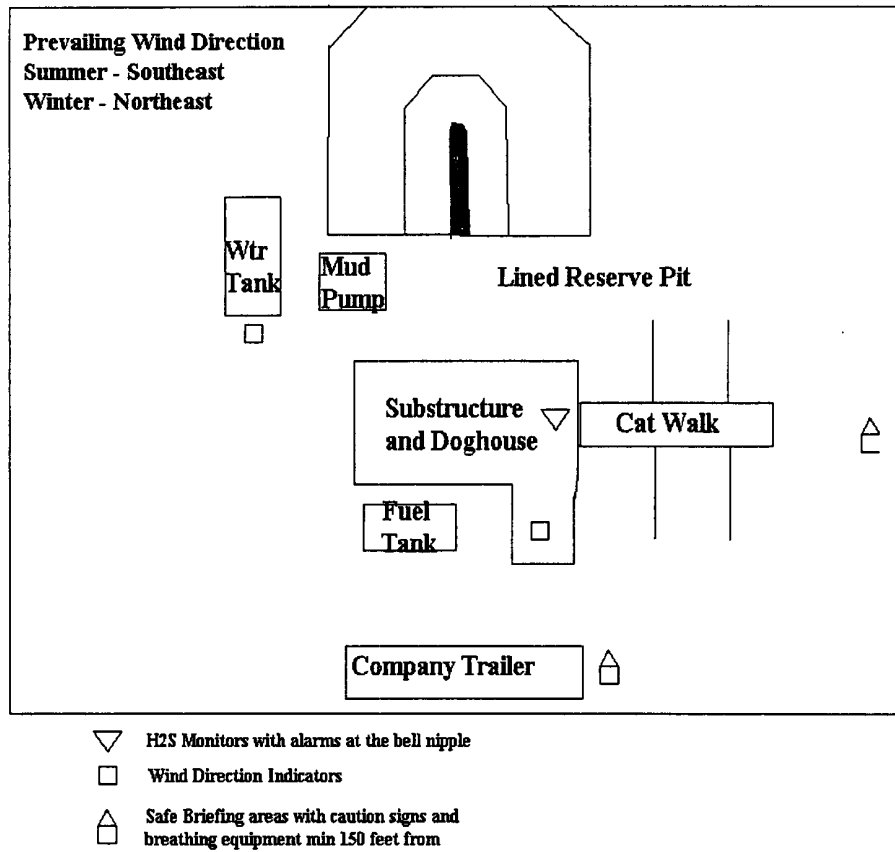 Prevailing Wind Direction
Summer - Southeast
Winter - Northeast
Wtr
Tank
Mud
Pump
Lined Reserve Pit
Substructure
and Doghouse
Cat Walk
Fuel
Tank
Company Trailer
H2S Monitors with alarms at the bell nipple
Wind Direction Indicators
Safe Briefing areas with caution signs and
breathing equipment min 150 feet from